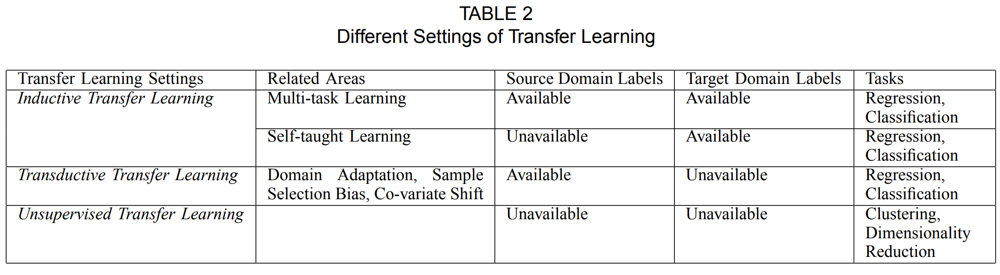 TABLE 2
Different Settings of Transfer Learning
Transfer Learning Settings Related Areas Source Domain Labels Target Domain Labels Tasks
Inductive Transfer Learning Multi-task Learning Available Available Regression,
Classification
Self-taught Learning Unavailable Available Regression,
Classification
Transductive Transfer Learning Domain Adaptation, Sample Available Unavailable Regression,
Selection Bias, Co-variate Shift Classification
Unsupervised Transfer Learning Unavailable Unavailable Clustering,
Dimensionality
Reduction